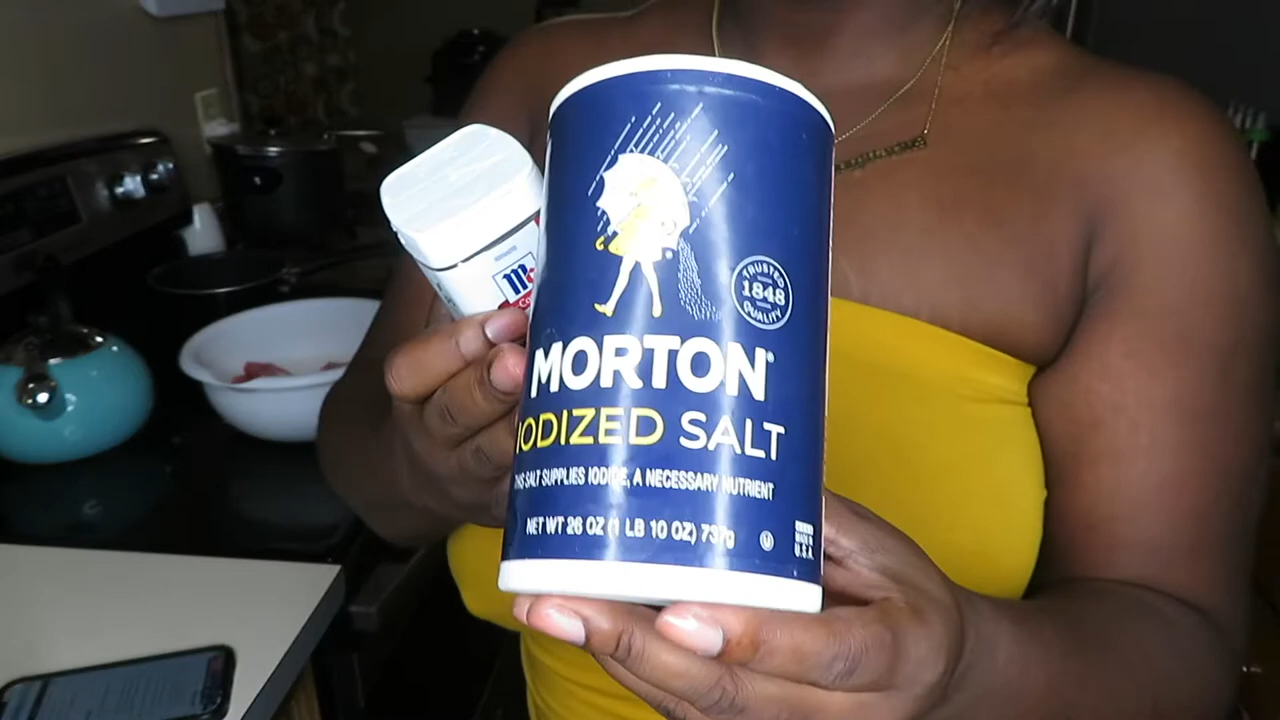 TRUSTED
1848
QUALITY
MORTON®
IODIZED SALT
THIS SALT SUPPLIES IODIDE, A NECESSARY NUTRIENT
NET WT 26 OZ (1 LB 10 OZ) 737g
MADE IN
U.S.A.